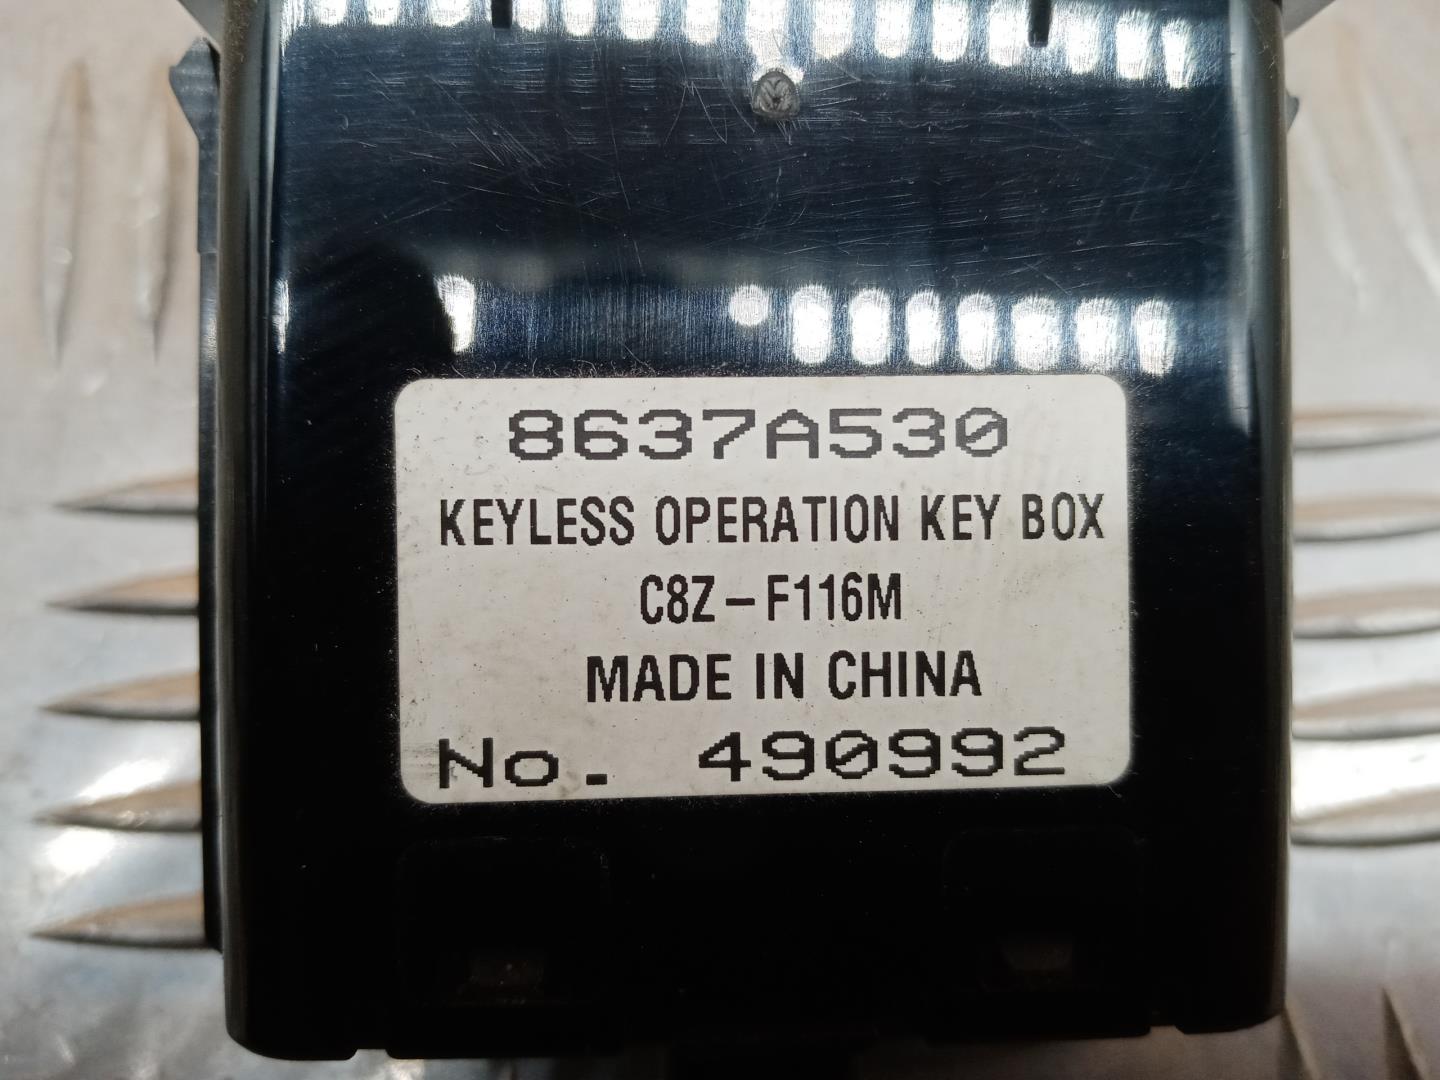 8637A530
KEYLESS OPERATION KEY BOX
C8Z-F116M
MADE IN CHINA
No. 490992